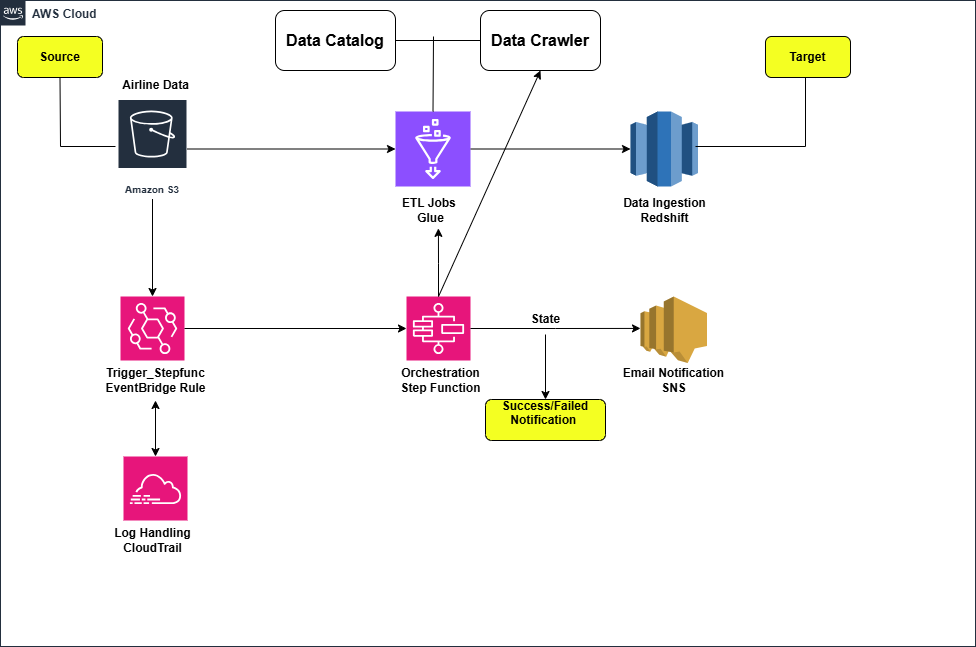 aws
AWS Cloud
Source
Data Catalog
Data Crawler
Target
Airline Data
Amazon S3
ETL Jobs
Glue
Data Ingestion
Redshift
Trigger_Stepfunc
EventBridge Rule
Orchestration
Step Function
State
Email Notification
SNS
Success/Failed
Notification
Log Handling
CloudTrail